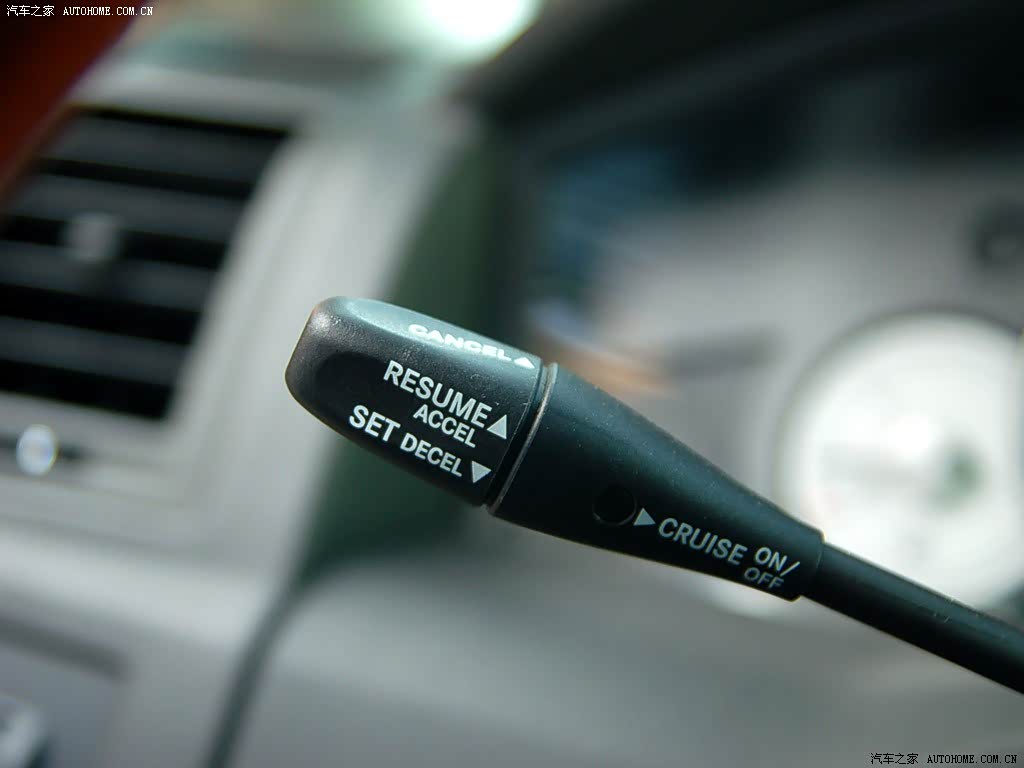 汽车之家 AUTOHOME.COM.CN
CANCEL▲
RESUME▲
ACCEL
SET DECEL▼
▶CRUISE ON/
OFF
汽车之家 AUTOHOME.COM.CN